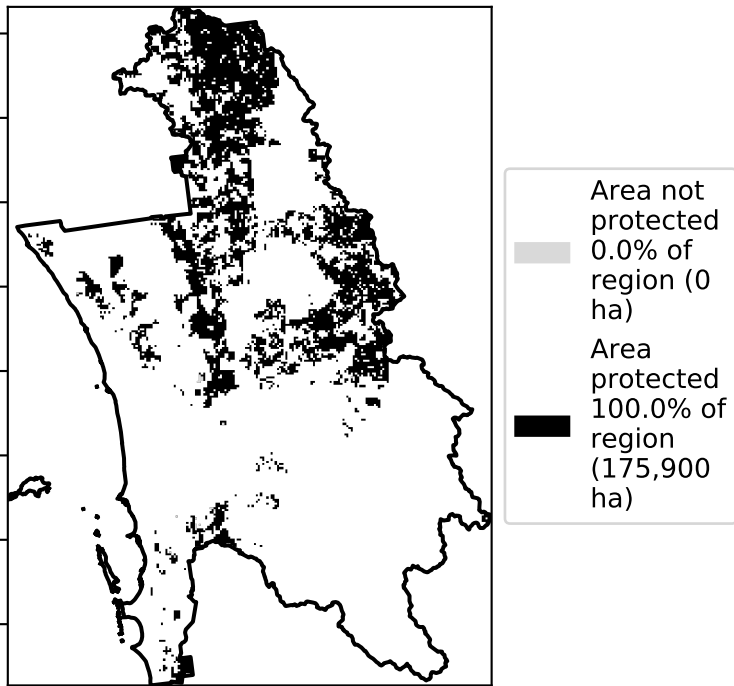 Area not
protected
0.0% of
region (0
ha)
Area
protected
100.0% of
region
(175,900
ha)